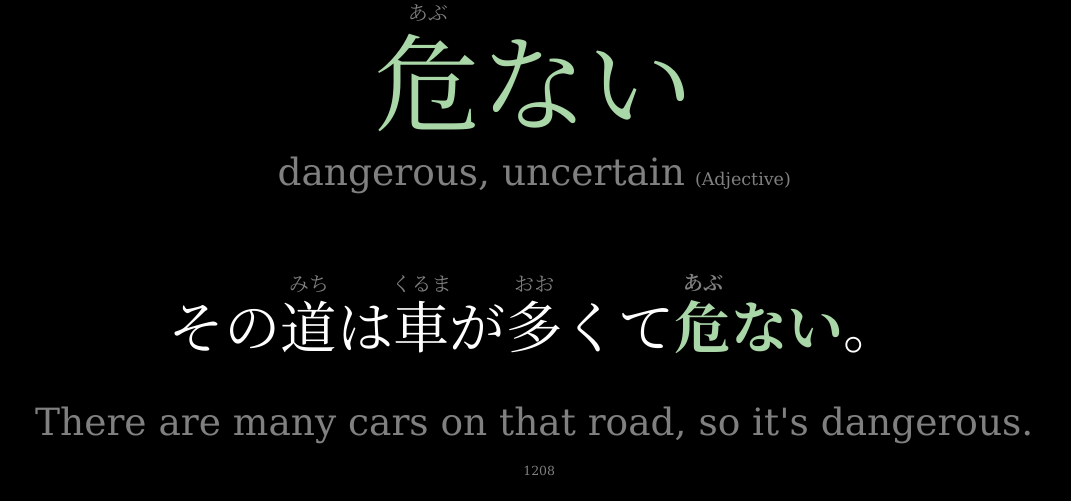 あぶ
危ない
dangerous, uncertain (Adjective)
みち くるま おお あぶ
その道は車が多くて危ない。
There are many cars on that road, so it's dangerous.
1208